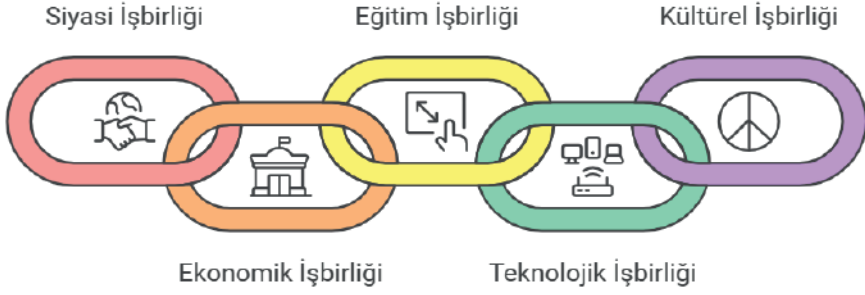 Siyasi İşbirliği
Eğitim İşbirliği
Kültürel İşbirliği
Ekonomik İşbirliği
Teknolojik İşbirliği